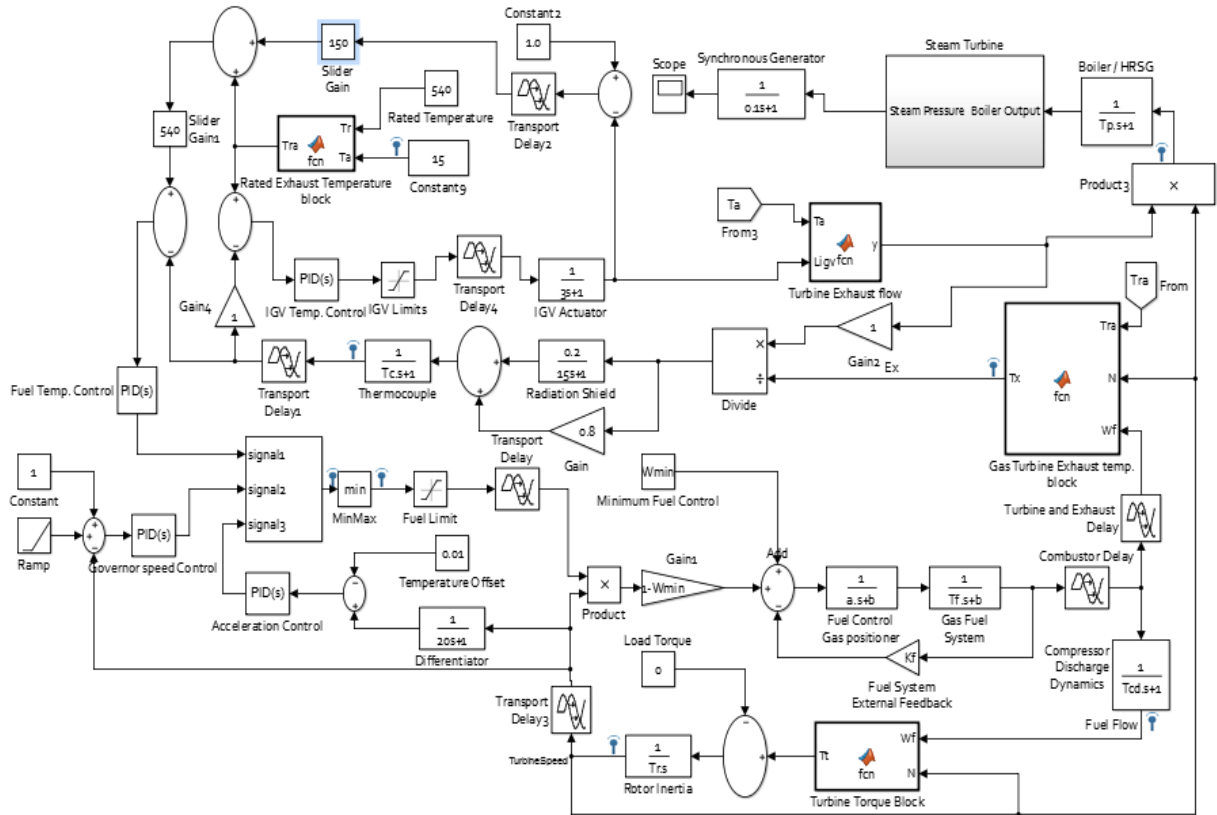 Constant2
1.0
150
Slider
Gain
Transport
Delay2
Scope
Synchronous Generator
1
0.1s+1
Steam Turbine
Steam Pressure Boiler Output
Boiler / HRSG
1
Tp.s+1
Product3
×
540
Slider
Gain1
540
Rated Temperature
Tr
Tra
fcn
Ta
Rated Exhaust Temperature
block
15
Constant9
Gain4
1
PID(s)
IGV Temp. Control
IGV Limits
Transport
Delay4
1
3s+1
IGV Actuator
Ta
From3
Ta
y
Ligv
fcn
Turbine Exhaust flow
Tra
From
Gain2
1
Ex
Tra
Tx
N
fcn
Wf
Gas Turbine Exhaust temp.
block
×
÷
Divide
0.2
15s+1
Radiation Shield
0.8
Gain
1
Tc.s+1
Thermocouple
Transport
Delay1
Fuel Temp. Control
PID(s)
1
Constant
Ramp
PID(s)
Governor speed Control
signal1
signal2
signal3
min
MinMax
Fuel Limit
Transport
Delay
Wmin
Minimum Fuel Control
Turbine and Exhaust
Delay
0.01
Temperature Offset
PID(s)
Acceleration Control
1
20s+1
Differentiator
×
Product
Gain1
1-Wmin
Add
1
a.s+b
Fuel Control
Gas positioner
1
Tf.s+b
Gas Fuel
System
Combustor Delay
Kf
Fuel System
External Feedback
Compressor
Discharge
Dynamics
1
Tcd.s+1
Fuel Flow
Load Torque
0
Transport
Delay3
TurbineSpeed
1
Tr.s
Rotor Inertia
Wf
Tt
fcn
N
Turbine Torque Block